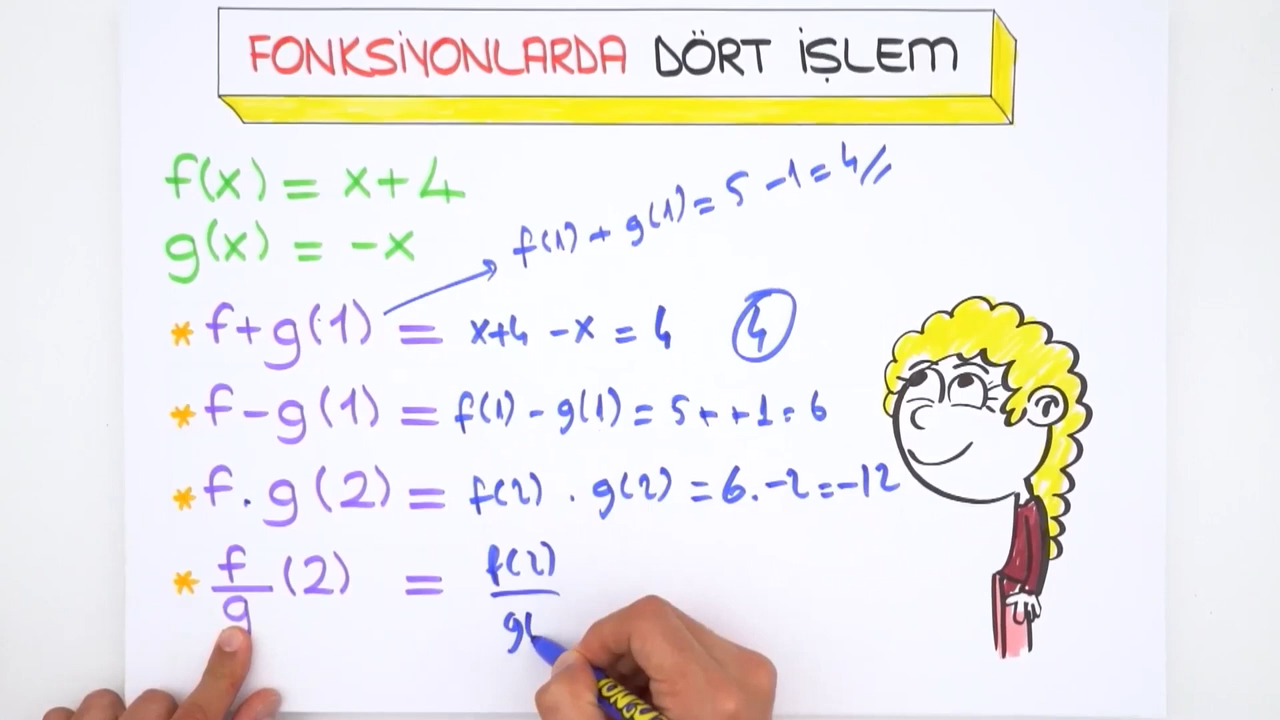 FONKSİYONLARDA DÖRT İŞLEM
f(x) = x+4
g(x) = -x
f(1) + g(1) = 5 - 1 = 4//
* f+g(1) = x+4 - x = 4 4
* f-g(1) = f(1) - g(1) = 5 + + 1 = 6
* f.g(2) = f(2) . g(2) = 6.-2=-12
* f/g (2) = f(2)/g(